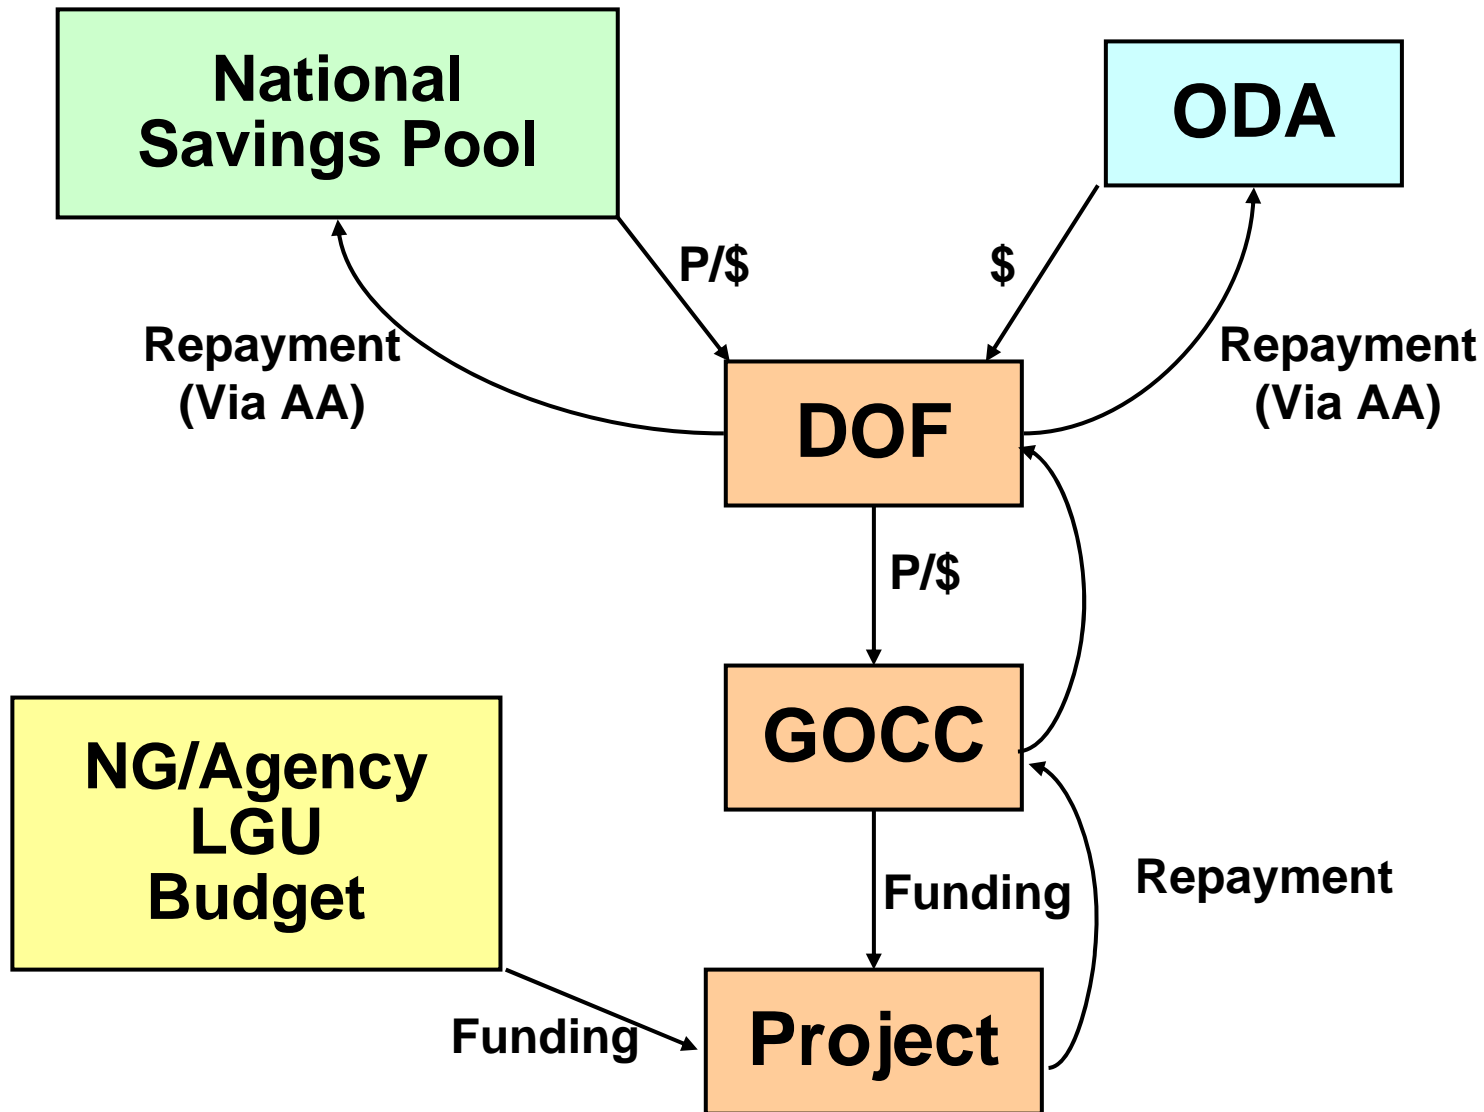 National
Savings Pool
ODA
P/$
$
Repayment
(Via AA)
Repayment
(Via AA)
DOF
P/$
GOCC
NG/Agency
LGU
Budget
Funding
Repayment
Funding
Project